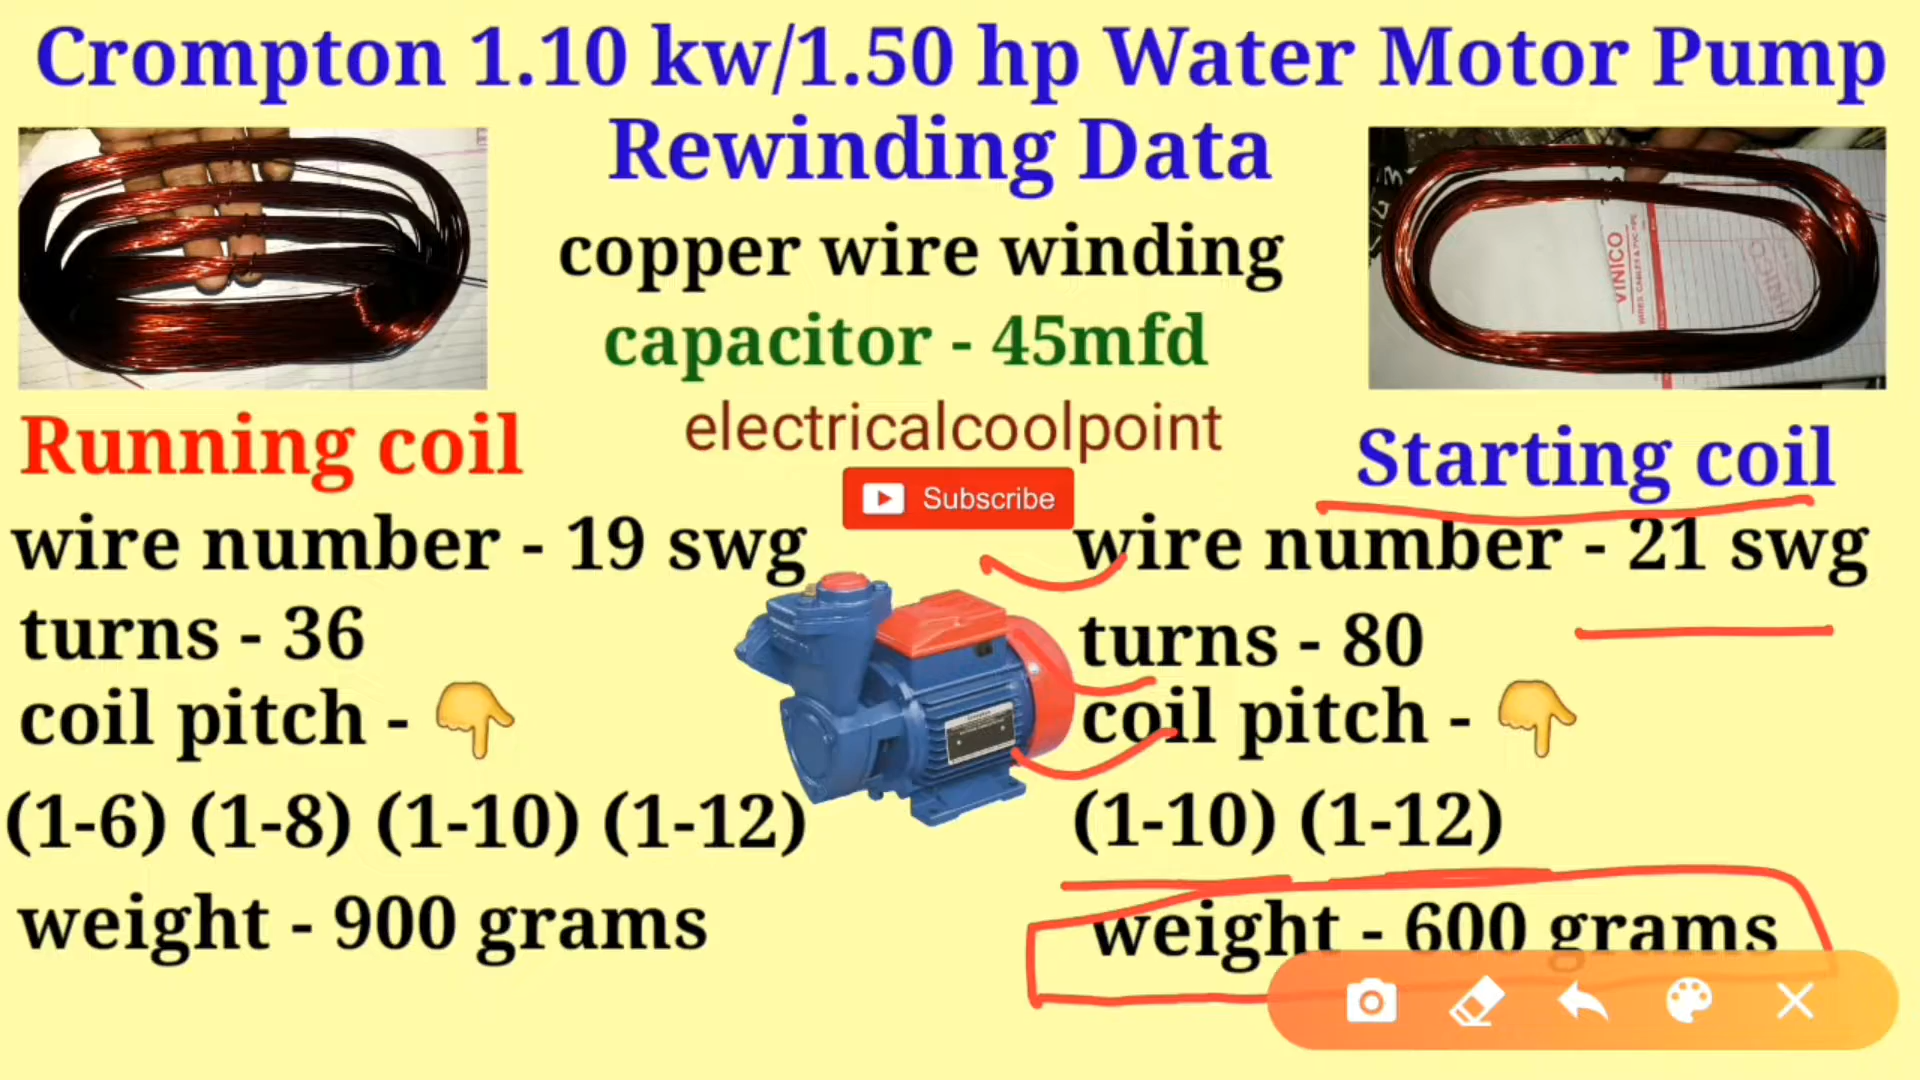 Crompton 1.10 kw/1.50 hp Water Motor Pump
Rewinding Data
copper wire winding
capacitor - 45mfd
electricalcoolpoint
Subscribe
Running coil
wire number - 19 swg
turns - 36
coil pitch - 👇
(1-6) (1-8) (1-10) (1-12)
weight - 900 grams
VINICO
Starting coil
wire number - 21 swg
turns - 80
coil pitch - 👇
(1-10) (1-12)
weight - 600 grams